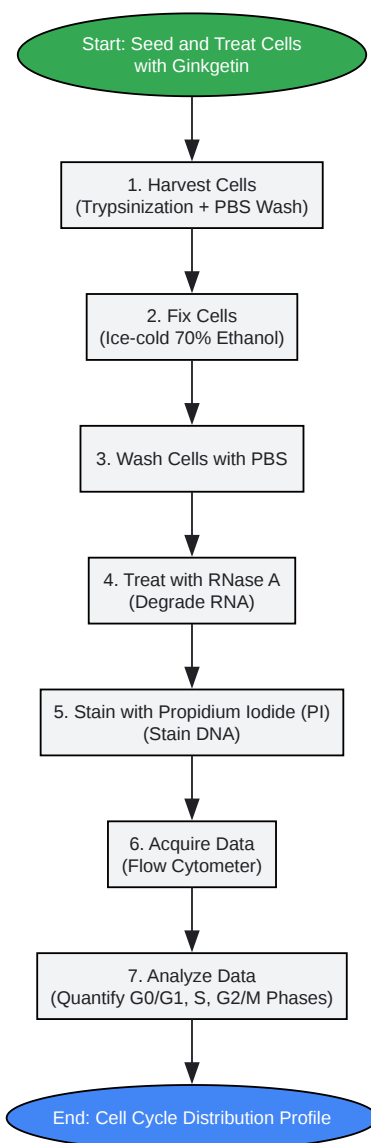 Start: Seed and Treat Cells
with Ginkgetin
1. Harvest Cells
(Trypsinization + PBS Wash)
2. Fix Cells
(Ice-cold 70% Ethanol)
3. Wash Cells with PBS
4. Treat with RNase A
(Degrade RNA)
5. Stain with Propidium Iodide (PI)
(Stain DNA)
6. Acquire Data
(Flow Cytometer)
7. Analyze Data
(Quantify G0/G1, S, G2/M Phases)
End: Cell Cycle Distribution Profile